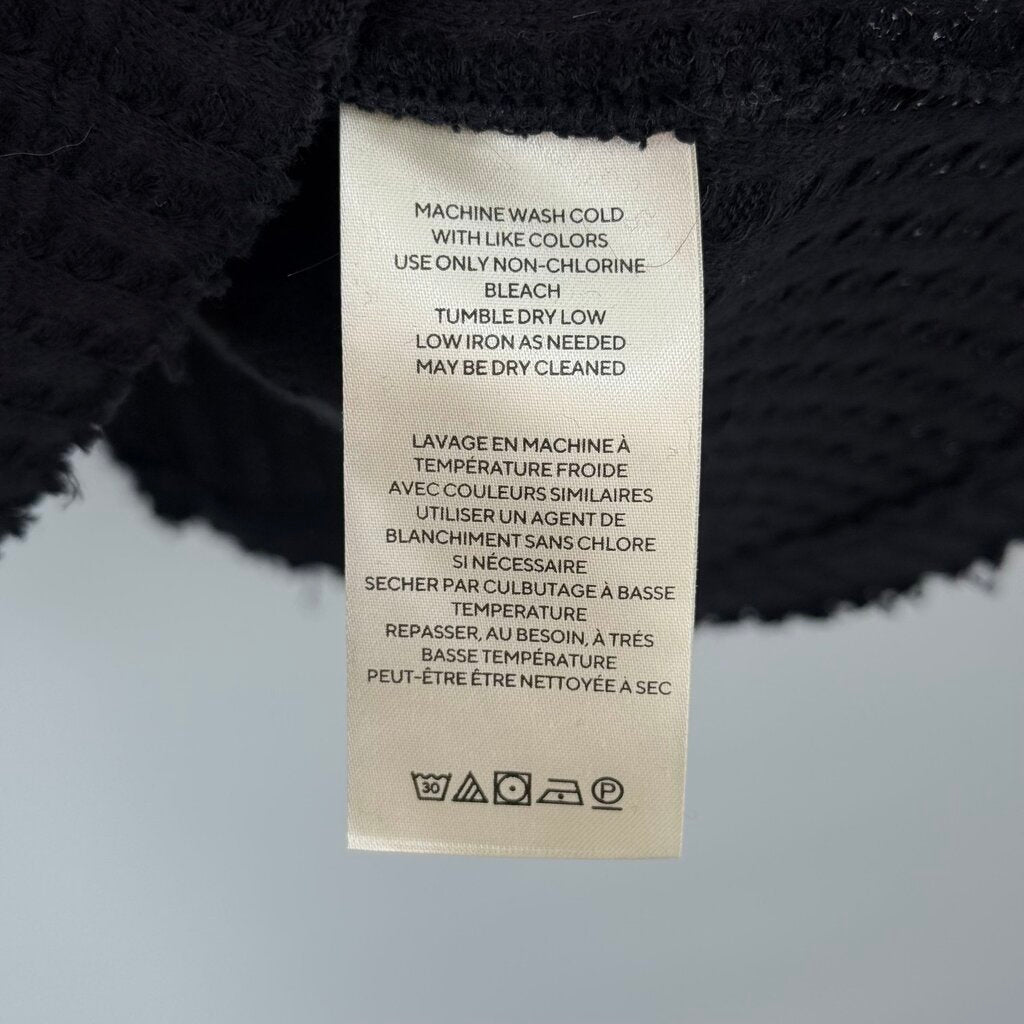 MACHINE WASH COLD
WITH LIKE COLORS
USE ONLY NON-CHLORINE
BLEACH
TUMBLE DRY LOW
LOW IRON AS NEEDED
MAY BE DRY CLEANED
LAVAGE EN MACHINE À
TEMPÉRATURE FROIDE
AVEC COULEURS SIMILAIRES
UTILISER UN AGENT DE
BLANCHIMENT SANS CHLORE
SI NÉCESSAIRE
SECHER PAR CULBUTAGE À BASSE
TEMPERATURE
REPASSER, AU BESOIN, À TRÉS
BASSE TEMPÉRATURE
PEUT-ÊTRE ÊTRE NETTOYÉE À SEC
30 P